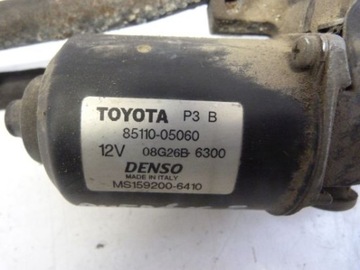 TOYOTA P3 B
85110-05060
12V 08G26B 6300
DENSO
MADE IN ITALY
MS159200-6410